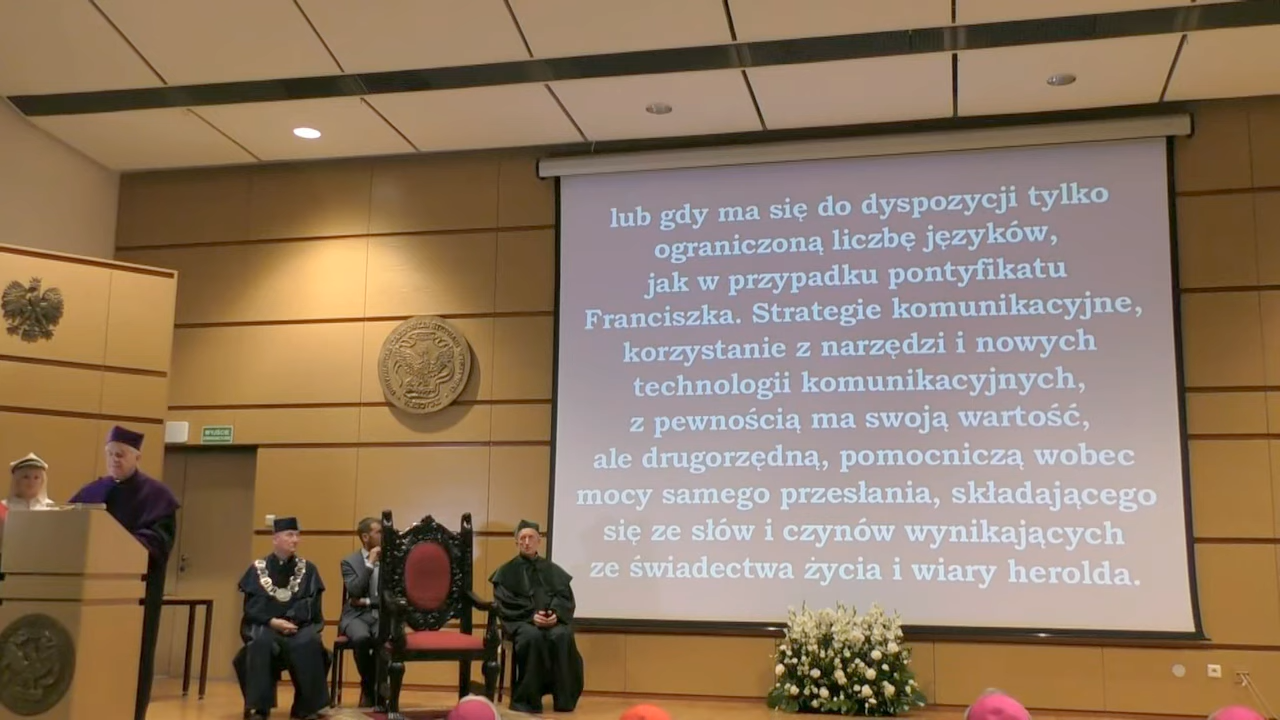 lub gdy ma się do dyspozycji tylko
ograniczoną liczbę języków,
jak w przypadku pontyfikatu
Franciszka. Strategie komunikacyjne,
korzystanie z narzędzi i nowych
technologii komunikacyjnych,
z pewnością ma swoją wartość,
ale drugorzędną, pomocniczą wobec
mocy samego przesłania, składającego
się ze słów i czynów wynikających
ze świadectwa życia i wiary herolda.